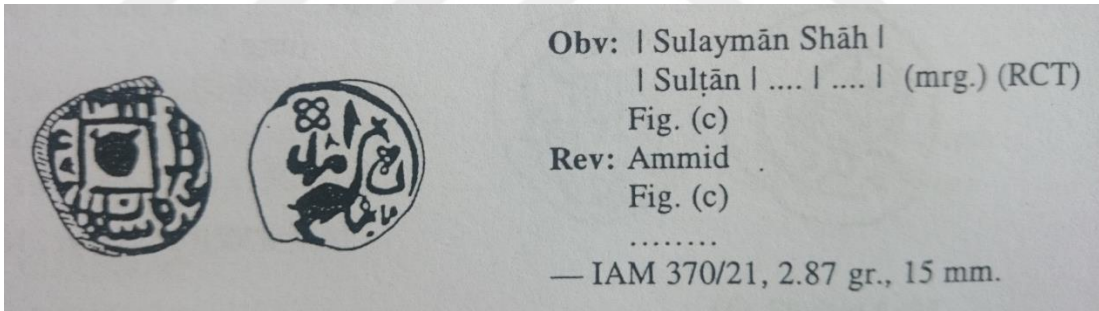 Obv: | Sulaymān Shāh |
| Sulṭān | .... | .... | (mrg.) (RCT)
Fig. (c)
Rev: Ammid
Fig. (c)
........
— IAM 370/21, 2.87 gr., 15 mm.